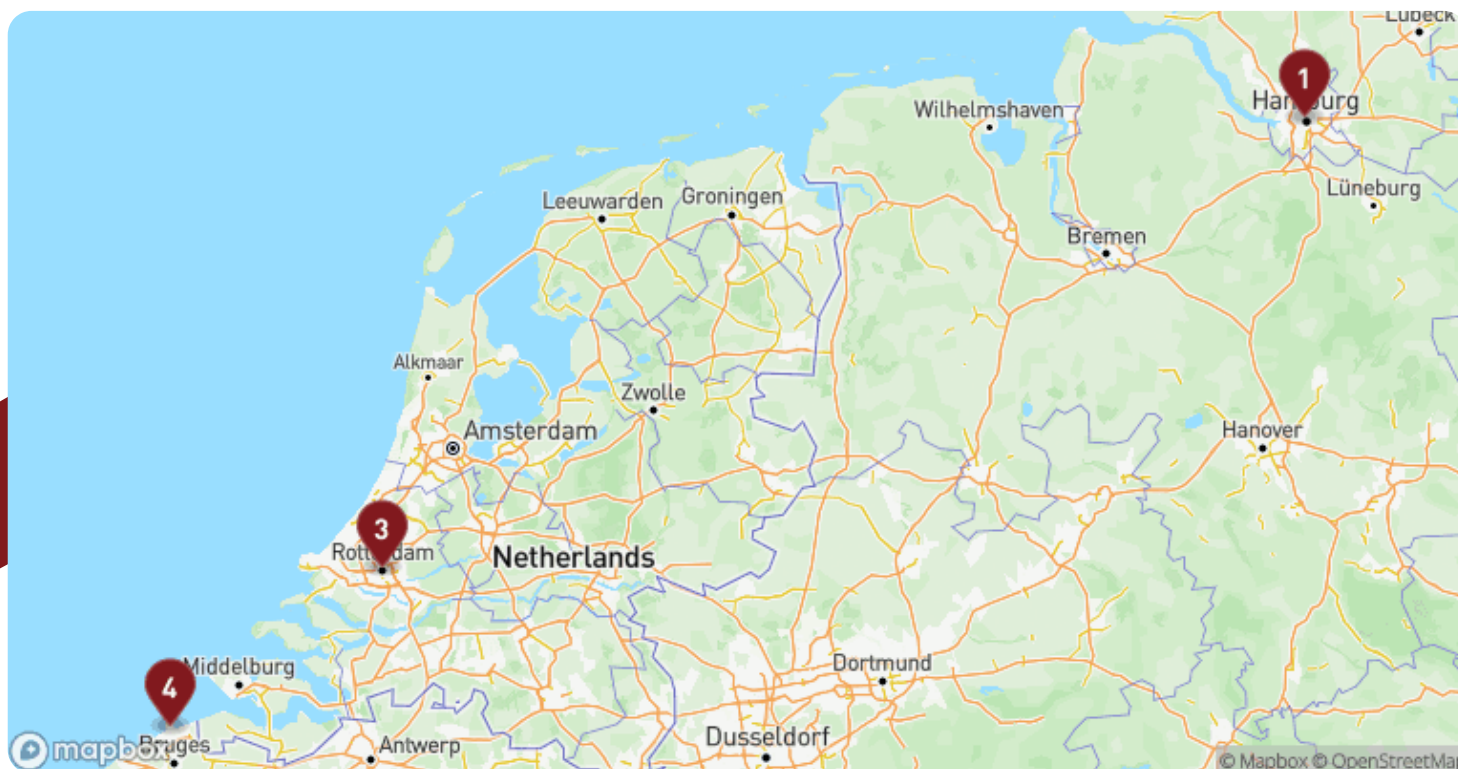 Lübeck
1
Hamburg
Wilhelmshaven
Lüneburg
Leeuwarden
Groningen
Bremen
Alkmaar
Zwolle
Amsterdam
Hanover
3
Rotterdam
Netherlands
4
Middelburg
Dortmund
mapbox
Bruges
Antwerp
Dusseldorf
© Mapbox © OpenStreetMap